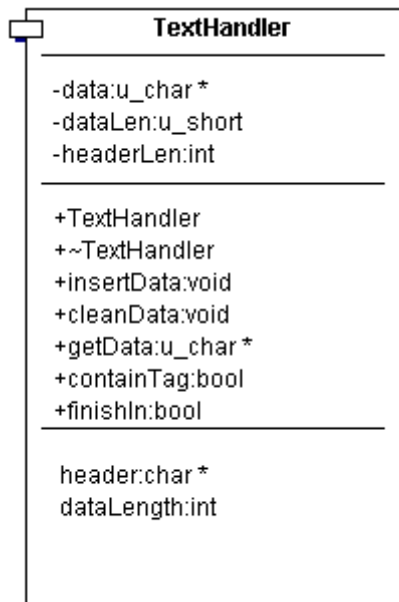 TextHandler
-data:u_char *
-dataLen:u_short
-headerLen:int
+TextHandler
+~TextHandler
+insertData:void
+cleanData:void
+getData:u_char *
+containTag:bool
+finishIn:bool
header:char *
dataLength:int